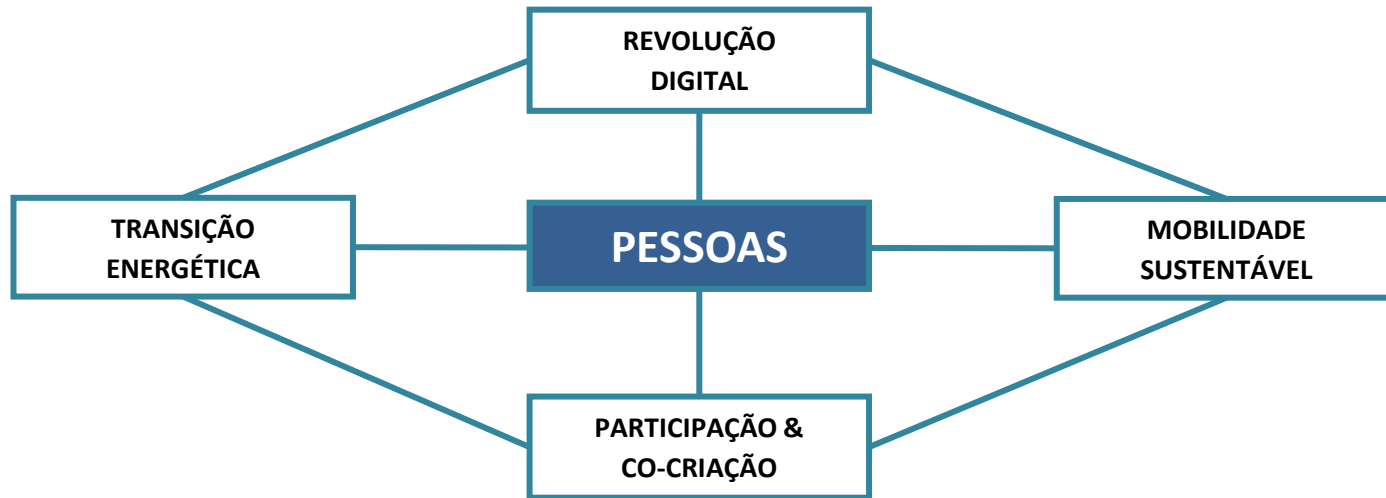 REVOLUÇÃO
DIGITAL
TRANSIÇÃO
ENERGÉTICA
PESSOAS
MOBILIDADE
SUSTENTÁVEL
PARTICIPAÇÃO &
CO-CRIAÇÃO